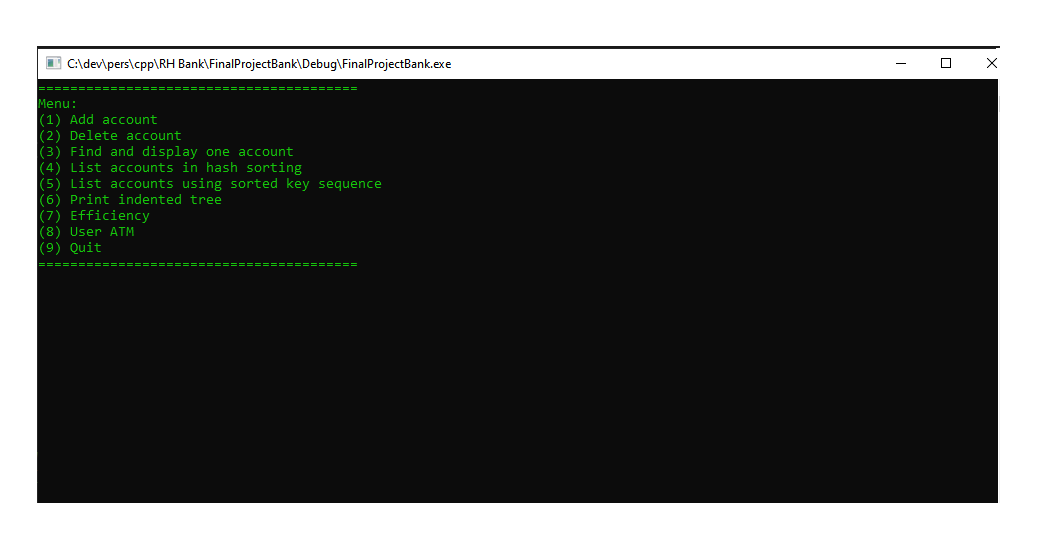 C:\dev\pers\cpp\RH Bank\FinalProjectBank\Debug\FinalProjectBank.exe
========================================
Menu:
(1) Add account
(2) Delete account
(3) Find and display one account
(4) List accounts in hash sorting
(5) List accounts using sorted key sequence
(6) Print indented tree
(7) Efficiency
(8) User ATM
(9) Quit
========================================